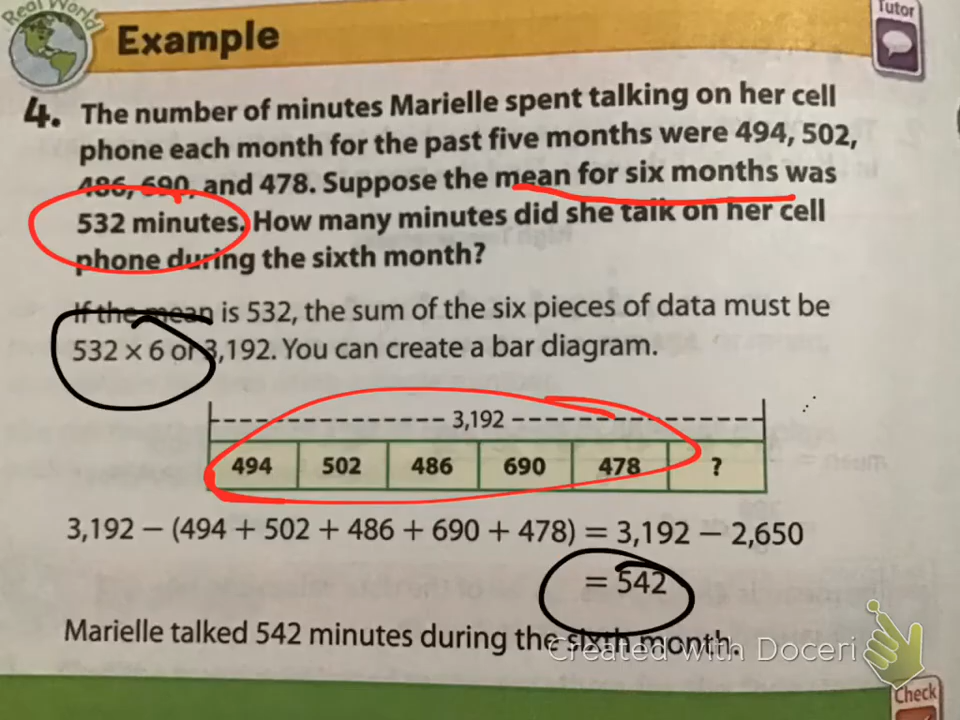 Real World
Example
Tutor
4. The number of minutes Marielle spent talking on her cell
phone each month for the past five months were 494, 502,
486, 690, and 478. Suppose the mean for six months was
532 minutes. How many minutes did she talk on her cell
phone during the sixth month?
If the mean is 532, the sum of the six pieces of data must be
532 × 6 or 3,192. You can create a bar diagram.
3,192
494 502 486 690 478 ?
3,192 − (494 + 502 + 486 + 690 + 478) = 3,192 − 2,650
= 542
Marielle talked 542 minutes during the sixth month.
Created with Doceri
Check